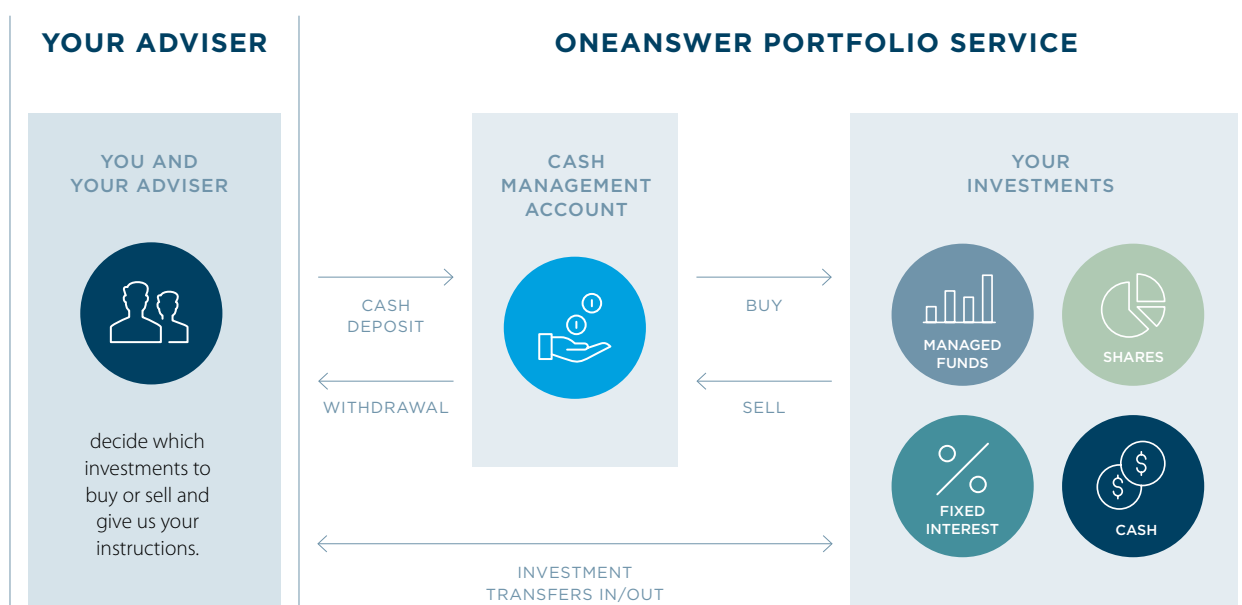 YOUR ADVISER
ONEANSWER PORTFOLIO SERVICE
YOU AND
YOUR ADVISER
decide which
investments to
buy or sell and
give us your
instructions.
CASH
DEPOSIT
WITHDRAWAL
CASH
MANAGEMENT
ACCOUNT
BUY
SELL
INVESTMENT
TRANSFERS IN/OUT
YOUR
INVESTMENTS
MANAGED
FUNDS
SHARES
%
FIXED
INTEREST
$
$
CASH